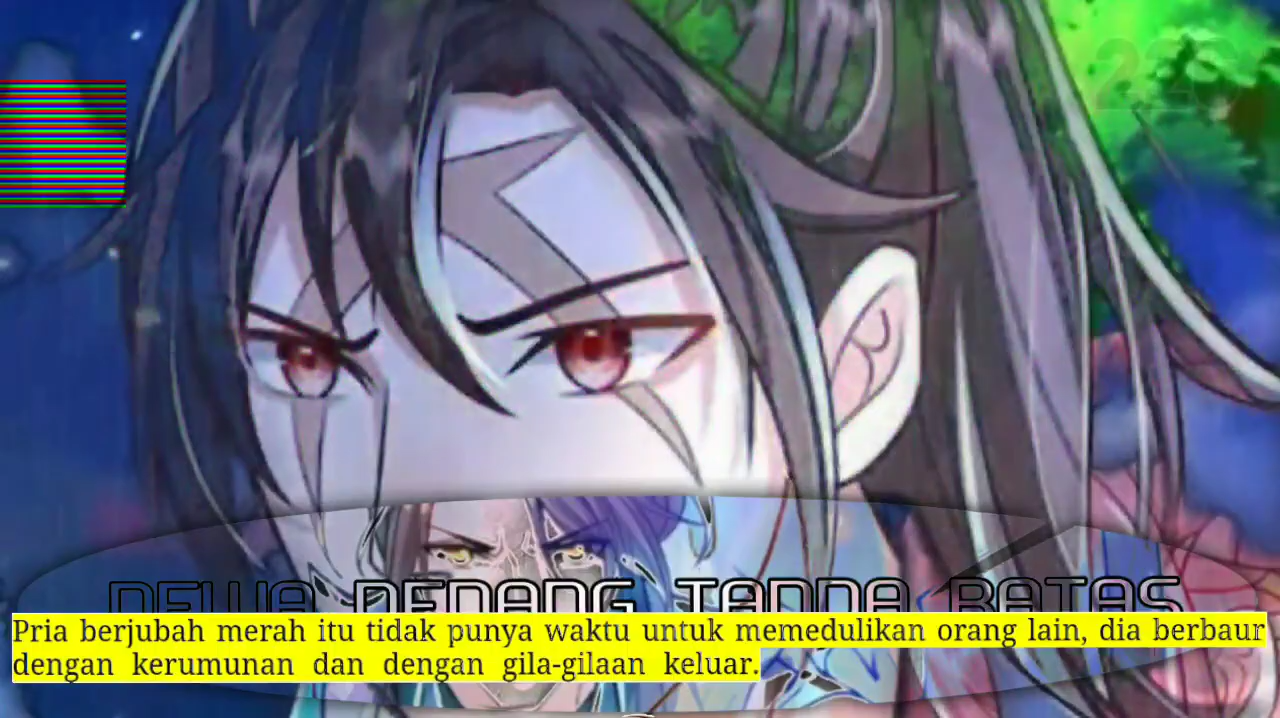 226
DEWA PEDANG TANPA BATAS
Pria berjubah merah itu tidak punya waktu untuk memedulikan orang lain, dia berbaur
dengan kerumunan dan dengan gila-gilaan keluar.